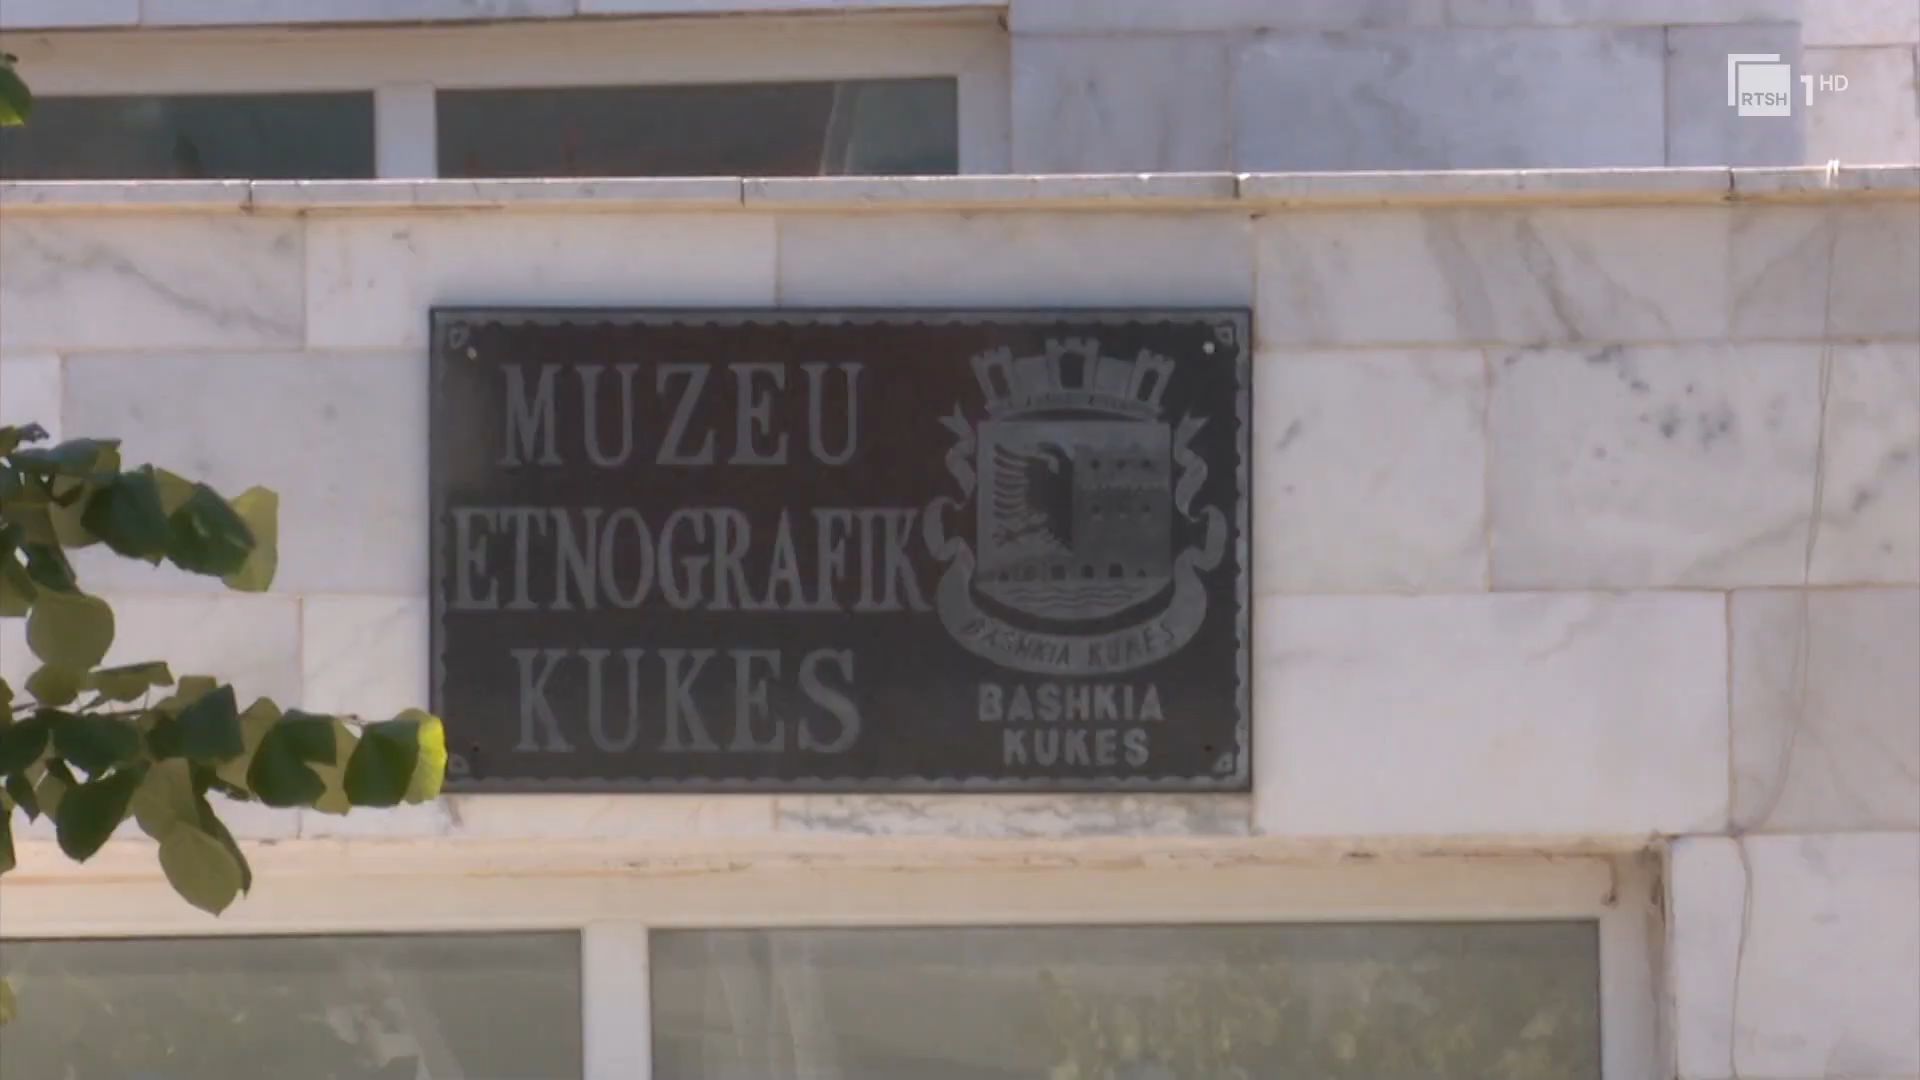 RTSH 1 HD
MUZEU
ETNOGRAFIK
KUKES
BASHKIA KUKES
BASHKIA
KUKES